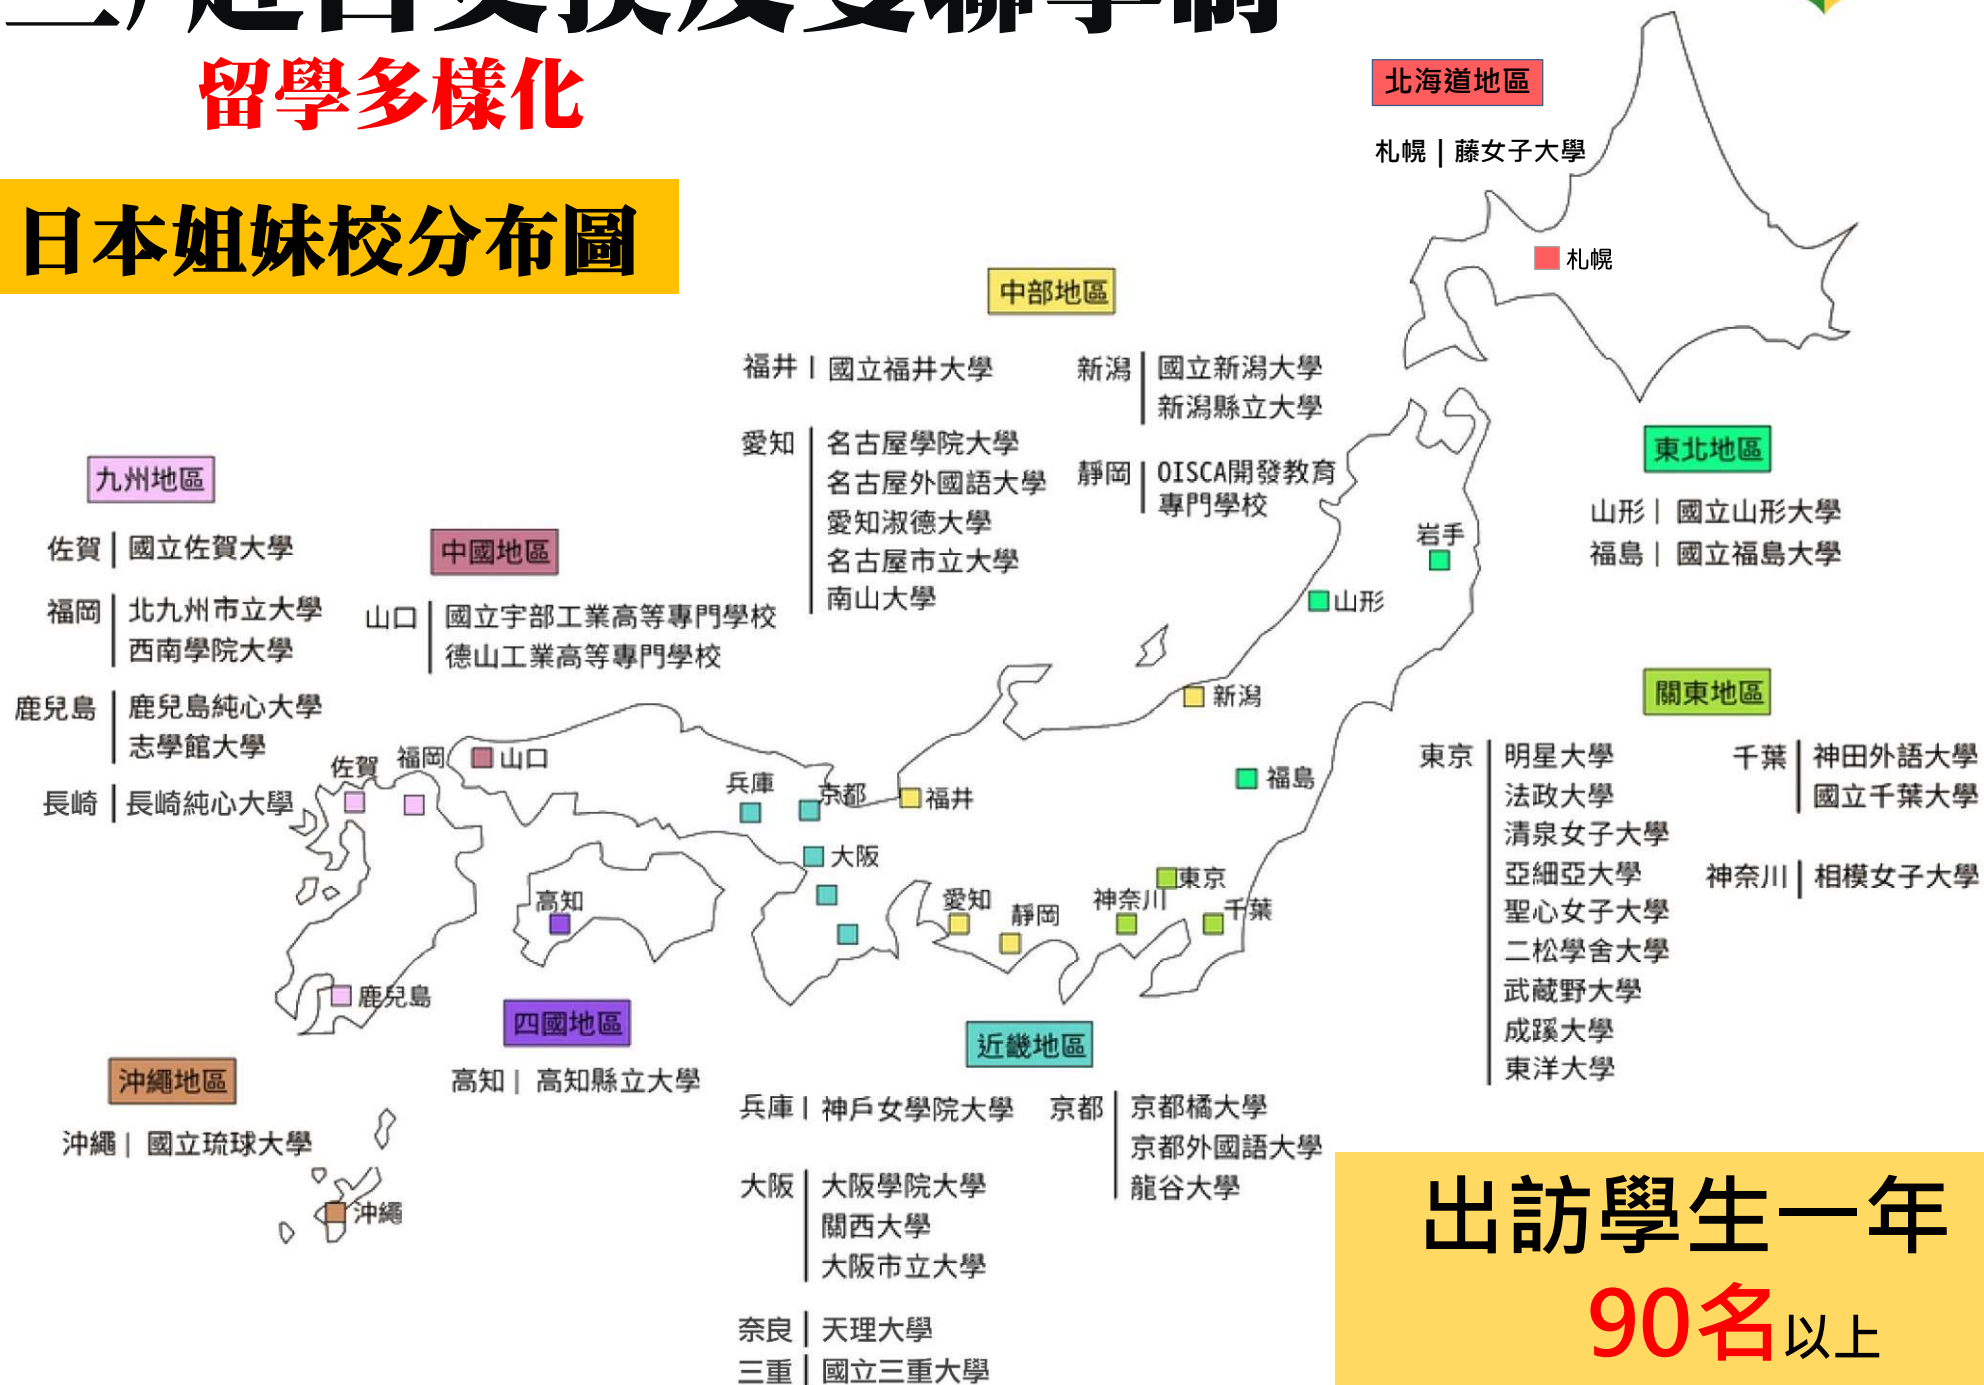 留學多樣化
日本姐妹校分布圖
北海道地區
札幌 | 藤女子大學
札幌
中部地區
福井 | 國立福井大學
新潟 | 國立新潟大學
新潟縣立大學
愛知 | 名古屋學院大學
名古屋外國語大學
愛知淑德大學
名古屋市立大學
南山大學
靜岡 | OISCA開發教育
專門學校
東北地區
山形 | 國立山形大學
福島 | 國立福島大學
九州地區
佐賀 | 國立佐賀大學
福岡 | 北九州市立大學
西南學院大學
鹿兒島 | 鹿兒島純心大學
志學館大學
長崎 | 長崎純心大學
中國地區
山口 | 國立宇部工業高等專門學校
德山工業高等專門學校
岩手
山形
新潟
福島
佐賀
福岡
山口
兵庫
京都
福井
大阪
高知
愛知
靜岡
神奈川
東京
千葉
鹿兒島
關東地區
東京 | 明星大學
法政大學
清泉女子大學
亞細亞大學
聖心女子大學
二松學舍大學
武蔵野大學
成蹊大學
東洋大學
千葉 | 神田外語大學
國立千葉大學
神奈川 | 相模女子大學
四國地區
高知 | 高知縣立大學
沖繩地區
沖繩 | 國立琉球大學
沖繩
近畿地區
兵庫 | 神戶女學院大學
京都 | 京都橘大學
京都外國語大學
龍谷大學
大阪 | 大阪學院大學
關西大學
大阪市立大學
奈良 | 天理大學
三重 | 國立三重大學
出訪學生一年
90名以上